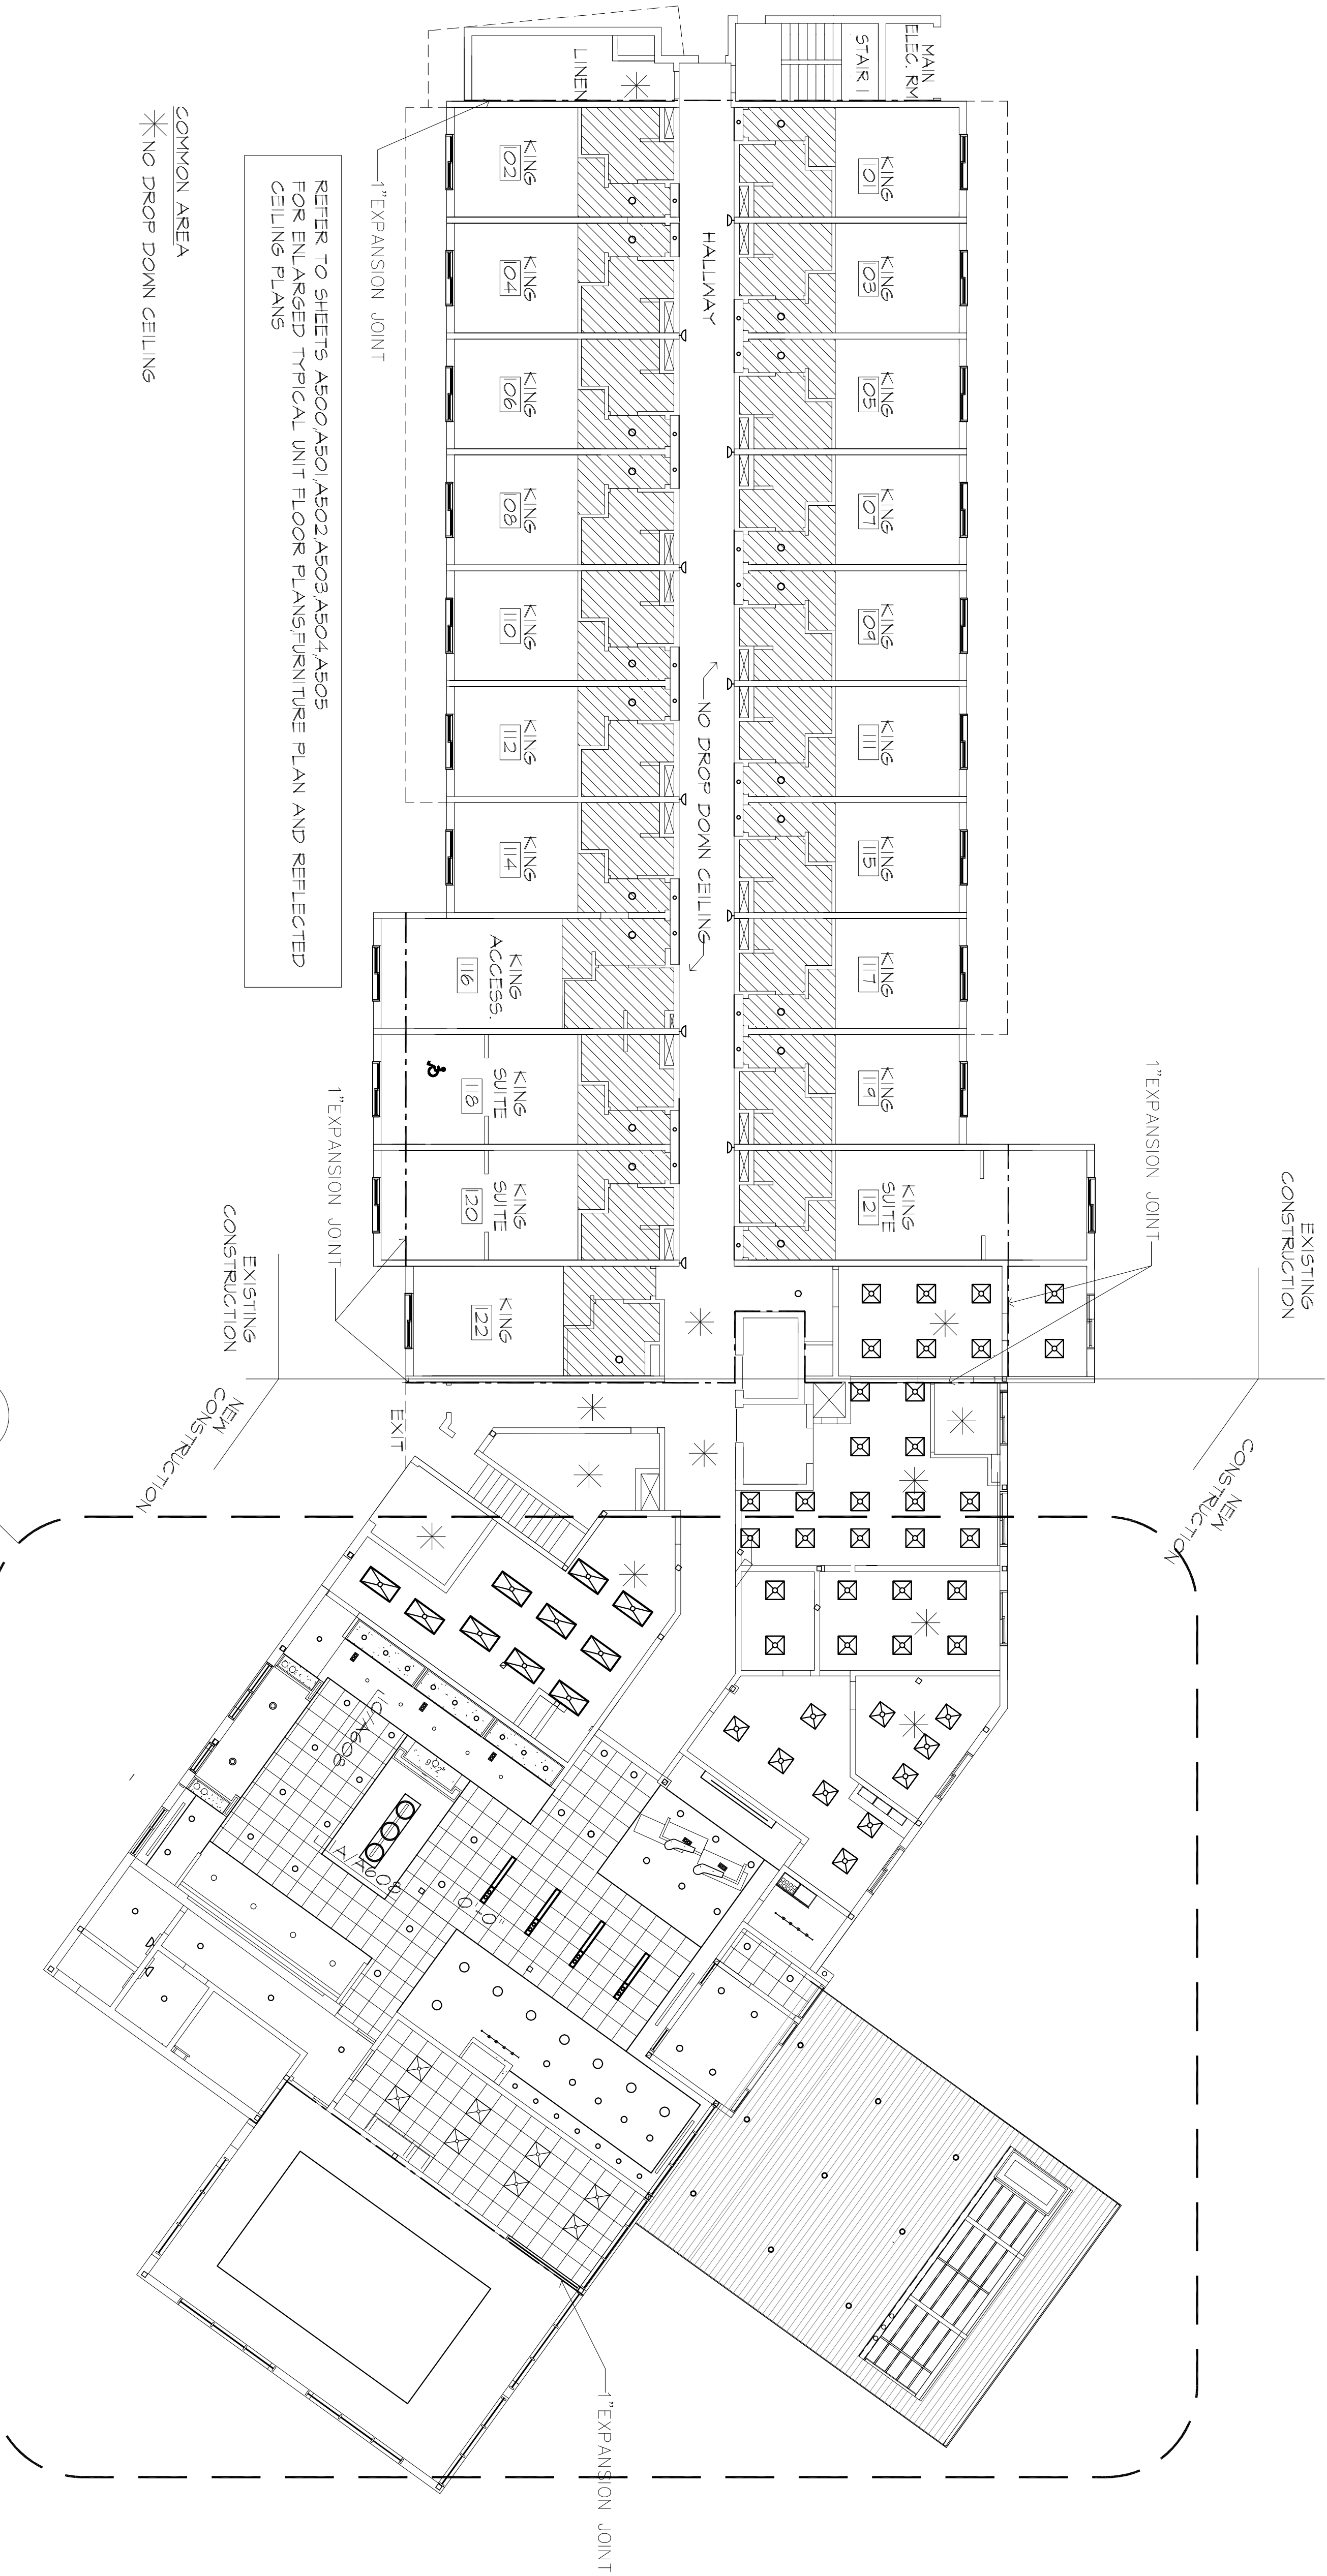 MAIN
ELEC. RM
STAIR 1
LINEN
KING
101
KING
103
KING
105
KING
107
KING
109
KING
111
KING
115
KING
117
KING
119
KING
SUITE
121
HALLWAY
NO DROP DOWN CEILING
KING
102
KING
104
KING
106
KING
108
KING
110
KING
112
KING
114
KING
ACCESS.
116
KING
SUITE
118
KING
SUITE
120
KING
122
EXIT
1" EXPANSION JOINT
1" EXPANSION JOINT
1" EXPANSION JOINT
1" EXPANSION JOINT
EXISTING
CONSTRUCTION
NEW
CONSTRUCTION
EXISTING
CONSTRUCTION
NEW
CONSTRUCTION
REFER TO SHEETS A500,A501,A502,A503,A504,A505
FOR ENLARGED TYPICAL UNIT FLOOR PLANS,FURNITURE PLAN AND REFLECTED
CEILING PLANS
COMMON AREA
NO DROP DOWN CEILING
10'-0"